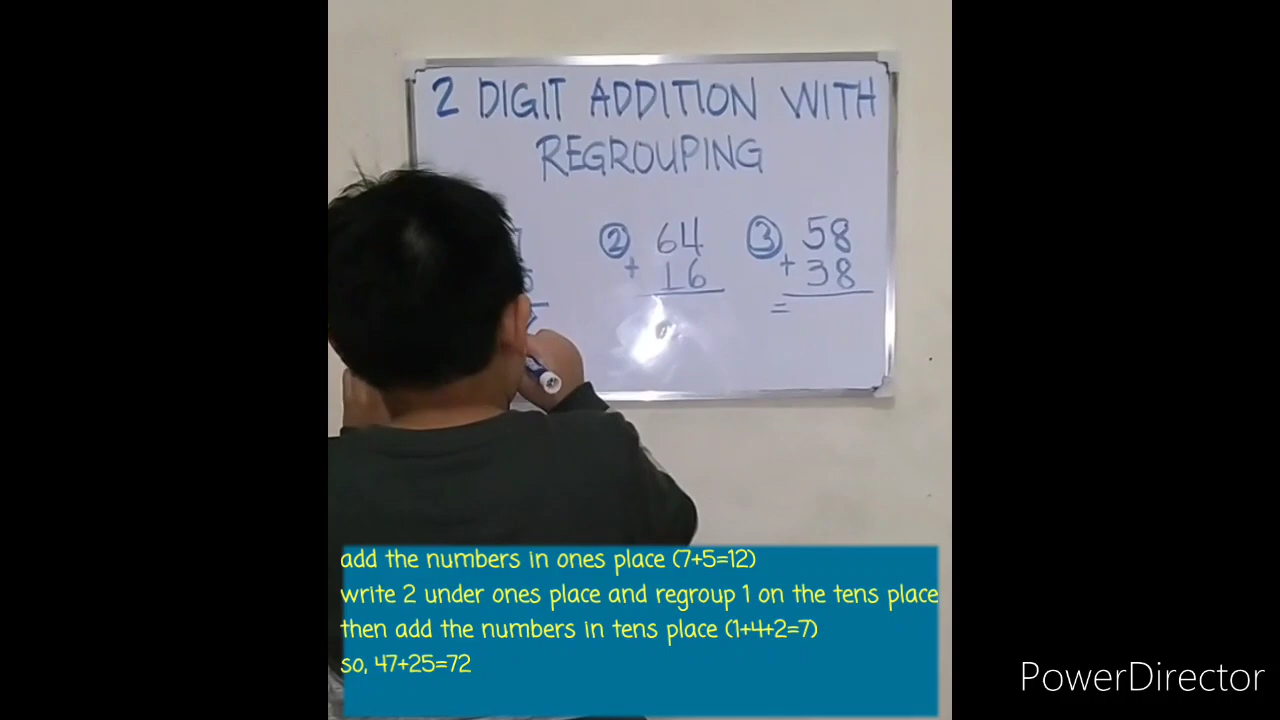 2 DIGIT ADDITION WITH
REGROUPING
② 64
+ 16
③ 58
+ 38
=
add the numbers in ones place (7+5=12)
write 2 under ones place and regroup 1 on the tens place
then add the numbers in tens place (1+4+2=7)
so, 47+25=72
PowerDirector